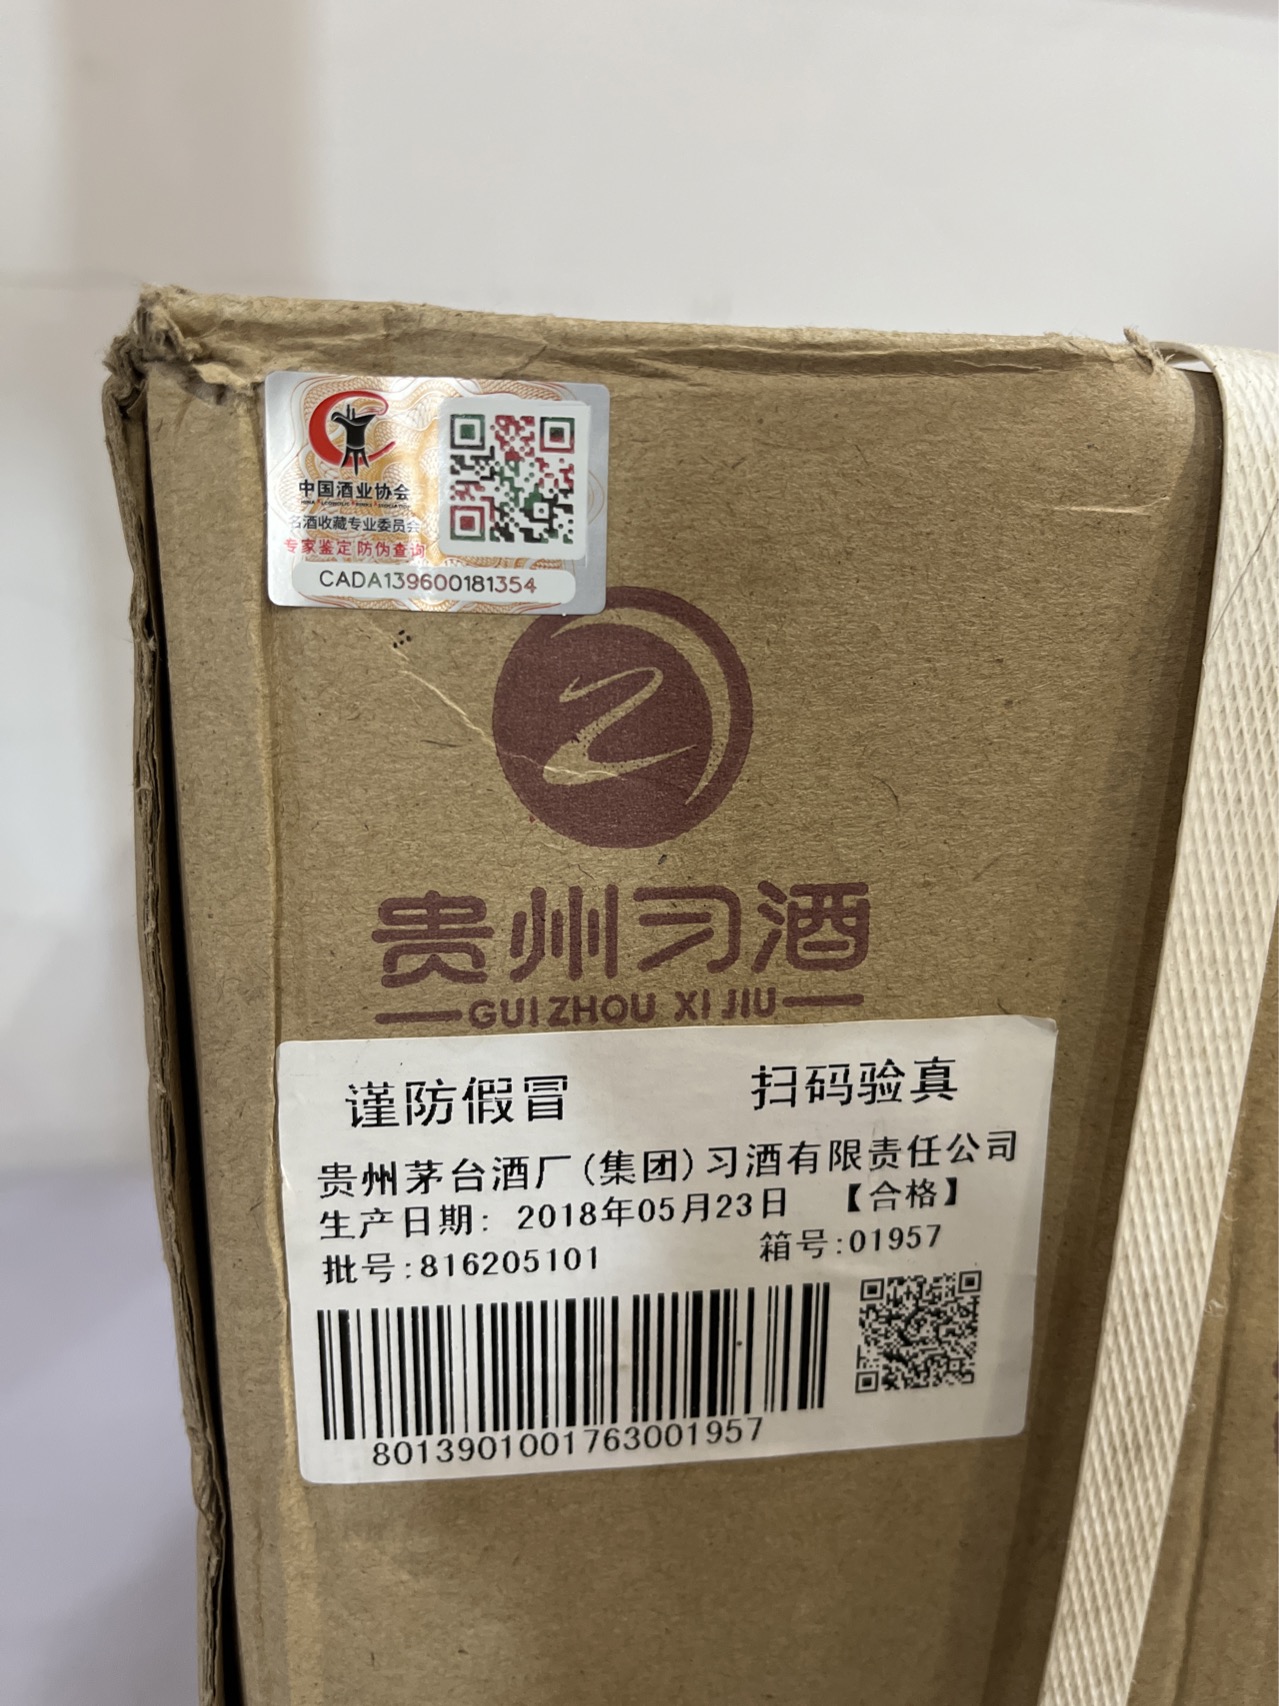 中国酒业协会
名酒收藏专业委员会
专家鉴定 防伪查询
CADA139600181354
贵州习酒
GUIZHOU XI JIU
谨防假冒 扫码验真
贵州茅台酒厂(集团)习酒有限责任公司
生产日期: 2018年05月23日 【合格】
批号:816205101 箱号:01957
8013901001763001957